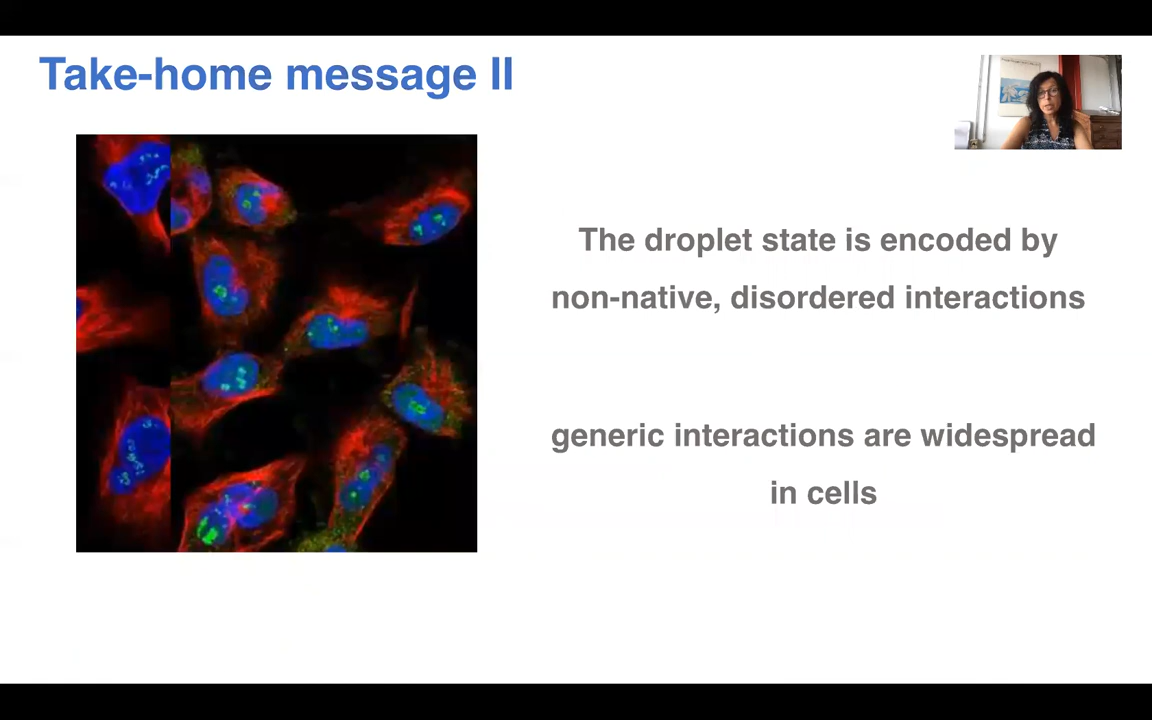 Take-home message II
The droplet state is encoded by
non-native, disordered interactions
generic interactions are widespread
in cells